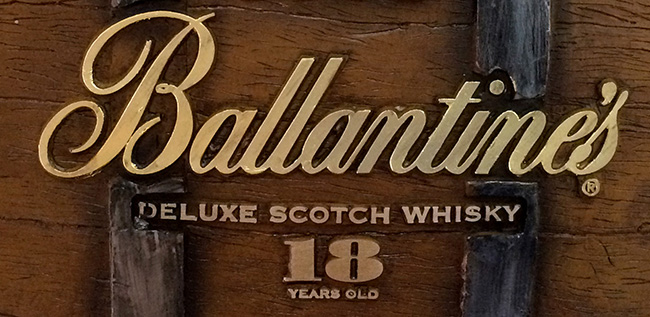 Ballantine's®
DELUXE SCOTCH WHISKY
18
YEARS OLD